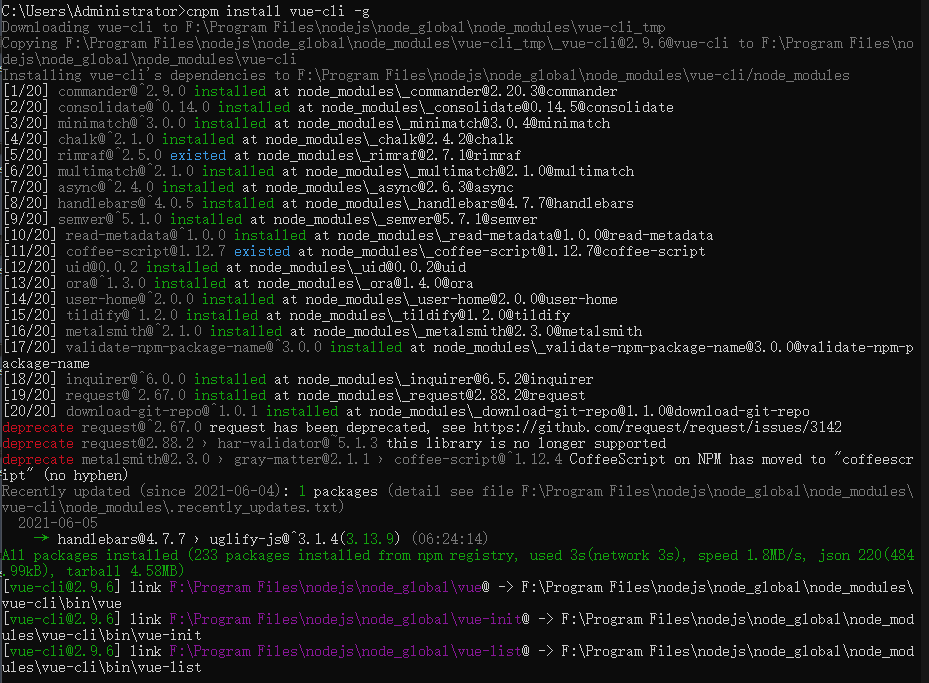 C:\Users\Administrator>cnpm install vue-cli -g
Downloading vue-cli to F:\Program Files\nodejs\node_global\node_modules\vue-cli_tmp
Copying F:\Program Files\nodejs\node_global\node_modules\vue-cli_tmp\_vue-cli@2.9.6@vue-cli to F:\Program Files\no
dejs\node_global\node_modules\vue-cli
Installing vue-cli's dependencies to F:\Program Files\nodejs\node_global\node_modules\vue-cli/node_modules
[1/20] commander@^2.9.0 installed at node_modules\_commander@2.20.3@commander
[2/20] consolidate@^0.14.0 installed at node_modules\_consolidate@0.14.5@consolidate
[3/20] minimatch@^3.0.0 installed at node_modules\_minimatch@3.0.4@minimatch
[4/20] chalk@^2.1.0 installed at node_modules\_chalk@2.4.2@chalk
[5/20] rimraf@^2.5.0 existed at node_modules\_rimraf@2.7.1@rimraf
[6/20] multimatch@^2.1.0 installed at node_modules\_multimatch@2.1.0@multimatch
[7/20] async@^2.4.0 installed at node_modules\_async@2.6.3@async
[8/20] handlebars@^4.0.5 installed at node_modules\_handlebars@4.7.7@handlebars
[9/20] semver@^5.1.0 installed at node_modules\_semver@5.7.1@semver
[10/20] read-metadata@^1.0.0 installed at node_modules\_read-metadata@1.0.0@read-metadata
[11/20] coffee-script@1.12.7 existed at node_modules\_coffee-script@1.12.7@coffee-script
[12/20] uid@0.0.2 installed at node_modules\_uid@0.0.2@uid
[13/20] ora@^1.3.0 installed at node_modules\_ora@1.4.0@ora
[14/20] user-home@^2.0.0 installed at node_modules\_user-home@2.0.0@user-home
[15/20] tildify@^1.2.0 installed at node_modules\_tildify@1.2.0@tildify
[16/20] metalsmith@^2.1.0 installed at node_modules\_metalsmith@2.3.0@metalsmith
[17/20] validate-npm-package-name@^3.0.0 installed at node_modules\_validate-npm-package-name@3.0.0@validate-npm-p
ackage-name
[18/20] inquirer@^6.0.0 installed at node_modules\_inquirer@6.5.2@inquirer
[19/20] request@^2.67.0 installed at node_modules\_request@2.88.2@request
[20/20] download-git-repo@^1.0.1 installed at node_modules\_download-git-repo@1.1.0@download-git-repo
deprecate request@^2.67.0 request has been deprecated, see https://github.com/request/request/issues/3142
deprecate request@2.88.2 › har-validator@~5.1.3 this library is no longer supported
deprecate metalsmith@2.3.0 › gray-matter@2.1.1 › coffee-script@^1.12.4 CoffeeScript on NPM has moved to "coffeescr
ipt" (no hyphen)
Recently updated (since 2021-06-04): 1 packages (detail see file F:\Program Files\nodejs\node_global\node_modules\
vue-cli\node_modules\.recently_updates.txt)
2021-06-05
→ handlebars@4.7.7 › uglify-js@^3.1.4(3.13.9) (06:24:14)
All packages installed (233 packages installed from npm registry, used 3s(network 3s), speed 1.8MB/s, json 220(484
.99kB), tarball 4.58MB)
[vue-cli@2.9.6] link F:\Program Files\nodejs\node_global\vue@ -> F:\Program Files\nodejs\node_global\node_modules\
vue-cli\bin\vue
[vue-cli@2.9.6] link F:\Program Files\nodejs\node_global\vue-init@ -> F:\Program Files\nodejs\node_global\node_mod
ules\vue-cli\bin\vue-init
[vue-cli@2.9.6] link F:\Program Files\nodejs\node_global\vue-list@ -> F:\Program Files\nodejs\node_global\node_mod
ules\vue-cli\bin\vue-list